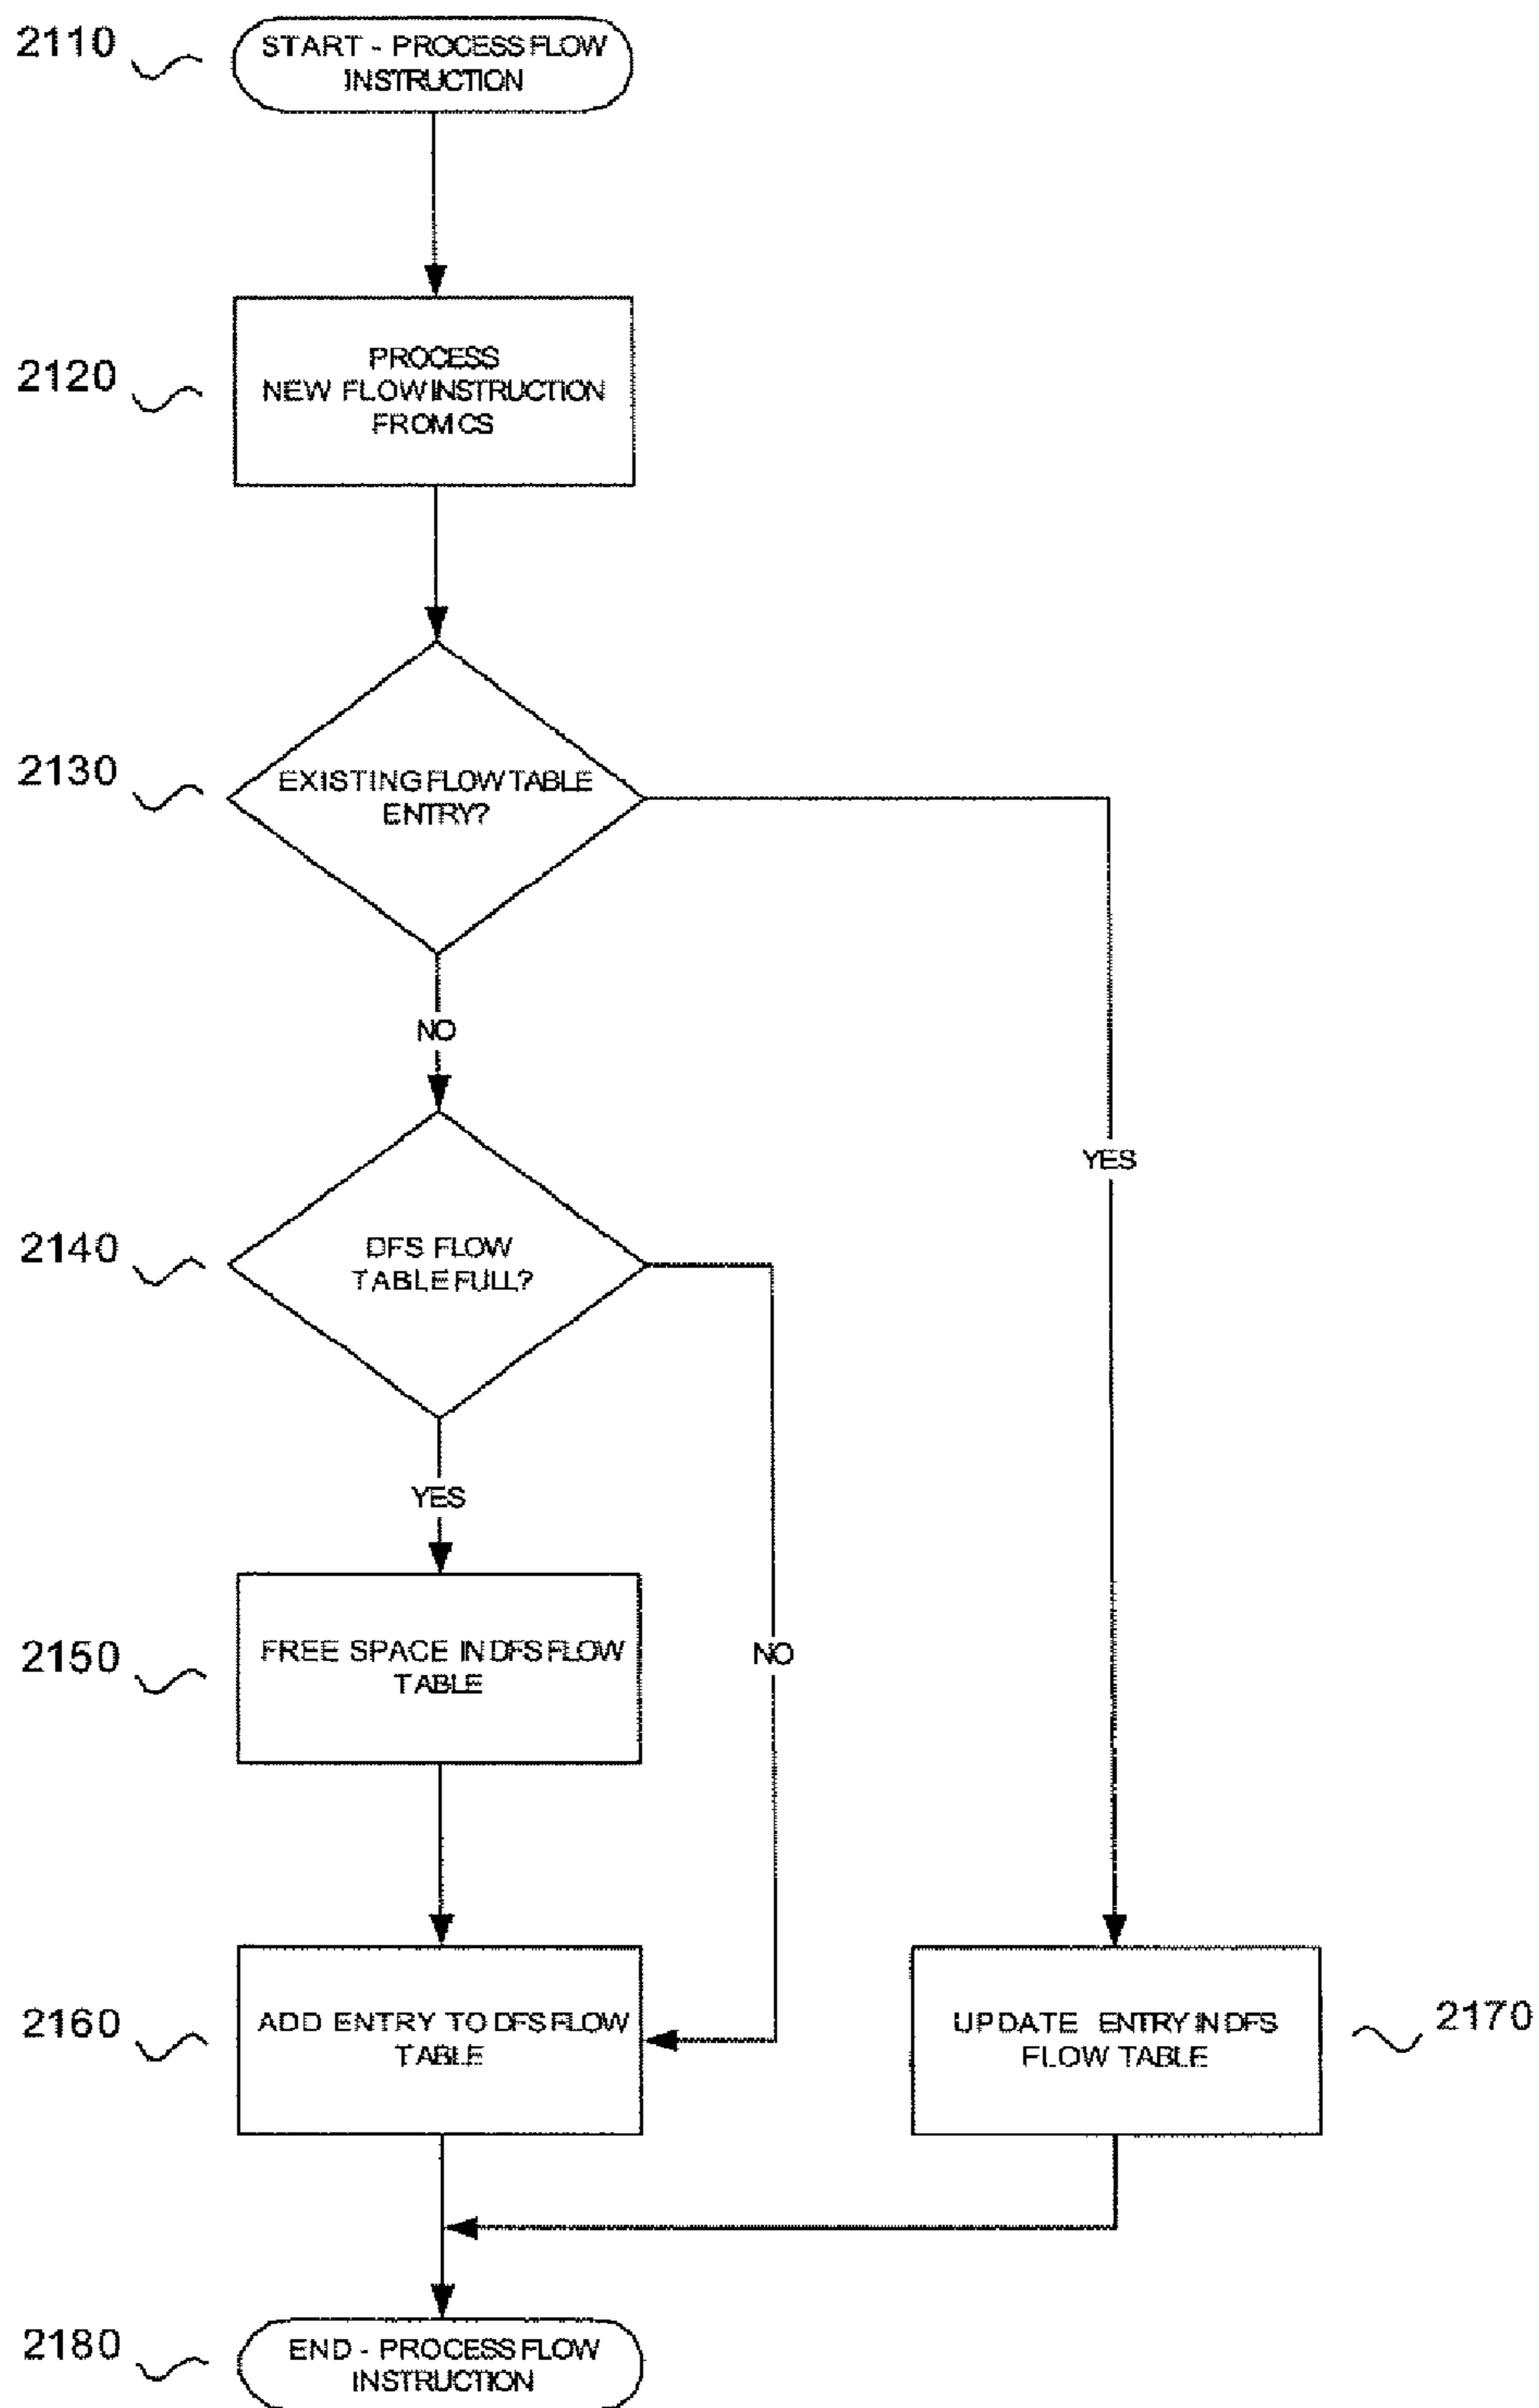 2110
START - PROCESS FLOW
INSTRUCTION
2120
PROCESS
NEW FLOW INSTRUCTION
FROM CS
2130
EXISTING FLOW TABLE
ENTRY?
NO
YES
2140
DFS FLOW
TABLE FULL?
YES
NO
2150
FREE SPACE IN DFS FLOW
TABLE
2160
ADD ENTRY TO DFS FLOW
TABLE
UPDATE ENTRY IN DFS
FLOW TABLE
2170
2180
END - PROCESS FLOW
INSTRUCTION